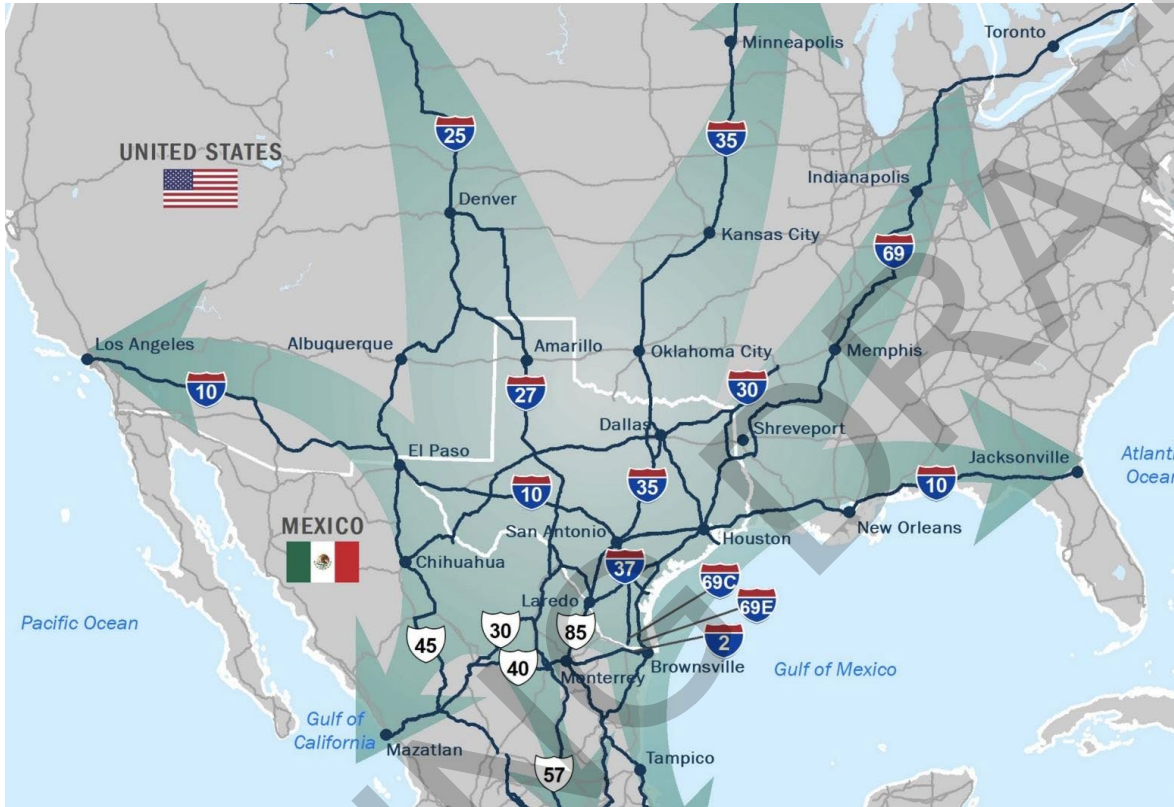 Toronto
Minneapolis
25
35
UNITED STATES
Indianapolis
Denver
Kansas City
69
Los Angeles
Albuquerque
Amarillo
Oklahoma City
Memphis
10
27
30
Dallas
Shreveport
El Paso
Jacksonville
Atlanti
Ocean
10
35
10
MEXICO
San Antonio
Houston
New Orleans
Chihuahua
37
69C
Laredo
69E
Pacific Ocean
45
30
85
2
40
Brownsville
Monterrey
Gulf of Mexico
Gulf of
California
Mazatlan
Tampico
57
DRAF